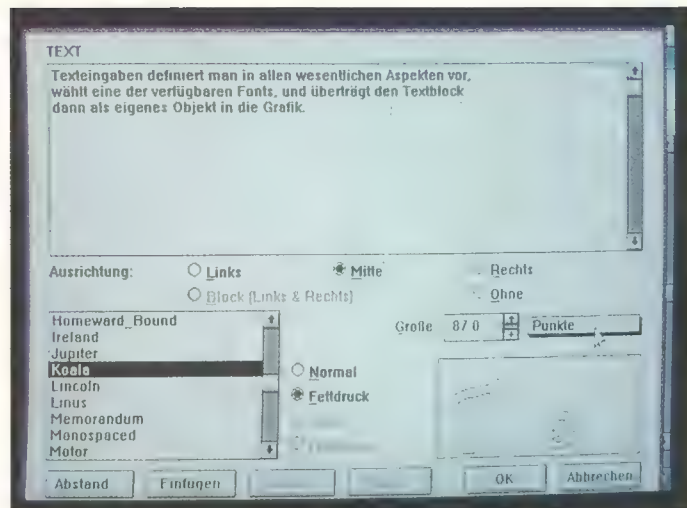 TEXT
Texteingaben definiert man in allen wesentlichen Aspekten vor,
wählt eine der verfügbaren Fonts, und überträgt den Textblock
dann als eigenes Objekt in die Grafik.
Ausrichtung: Links Mitte Rechts
Block (Links & Rechts) Ohne
Homeward_Bound
Ireland
Jupiter
Koala
Lincoln
Linus
Memorandum
Monospaced
Motor
Größe 87 0 Punkte
Normal
Fettdruck
Abstand Einfügen OK Abbrechen